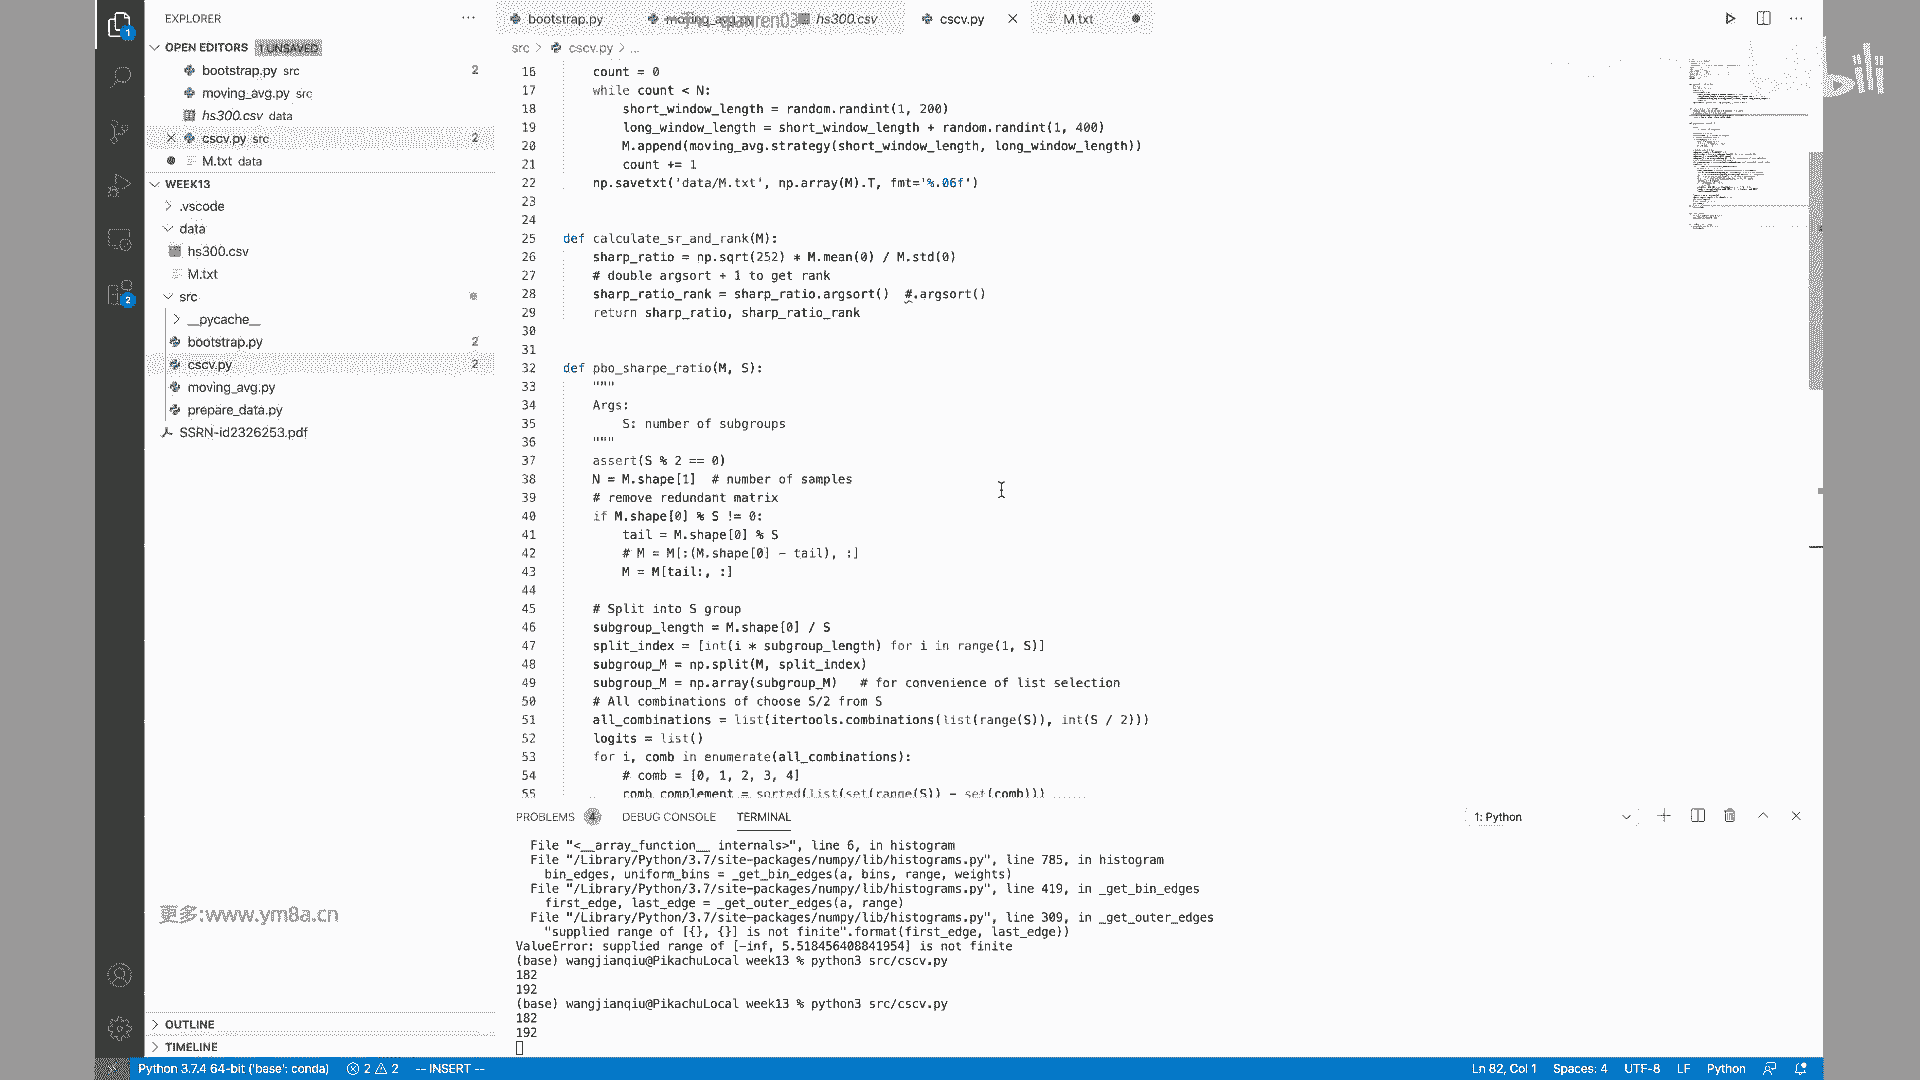 EXPLORER
OPEN EDITORS 1 UNSAVED
bootstrap.py src 2
moving_avg.py src
hs300.csv data
cscv.py src 2
M.txt data
WEEK13
.vscode
data
hs300.csv
M.txt
src
__pycache__
bootstrap.py 2
cscv.py 2
moving_avg.py
prepare_data.py
SSRN-id2326253.pdf
更多:www.ym8a.cn
OUTLINE
TIMELINE
bootstrap.py moving_avg.py hs300.csv cscv.py M.txt
src > cscv.py > ...
16 count = 0
17 while count < N:
18 short_window_length = random.randint(1, 200)
19 long_window_length = short_window_length + random.randint(1, 400)
20 M.append(moving_avg.strategy(short_window_length, long_window_length))
21 count += 1
22 np.savetxt('data/M.txt', np.array(M).T, fmt='%.06f')
23
24
25 def calculate_sr_and_rank(M):
26 sharp_ratio = np.sqrt(252) * M.mean(0) / M.std(0)
27 # double argsort + 1 to get rank
28 sharp_ratio_rank = sharp_ratio.argsort() #.argsort()
29 return sharp_ratio, sharp_ratio_rank
30
31
32 def pbo_sharpe_ratio(M, S):
33 """
34 Args:
35 S: number of subgroups
36 """
37 assert(S % 2 == 0)
38 N = M.shape[1] # number of samples
39 # remove redundant matrix
40 if M.shape[0] % S != 0:
41 tail = M.shape[0] % S
42 # M = M[:(M.shape[0] - tail), :]
43 M = M[tail:, :]
44
45 # Split into S group
46 subgroup_length = M.shape[0] / S
47 split_index = [int(i * subgroup_length) for i in range(1, S)]
48 subgroup_M = np.split(M, split_index)
49 subgroup_M = np.array(subgroup_M) # for convenience of list selection
50 # All combinations of choose S/2 from S
51 all_combinations = list(itertools.combinations(list(range(S)), int(S / 2)))
52 logits = list()
53 for i, comb in enumerate(all_combinations):
54 # comb = [0, 1, 2, 3, 4]
55 comb_complement = sorted(list(set(range(S)) - set(comb)))
PROBLEMS 4 DEBUG CONSOLE TERMINAL 1: Python
File "<__array_function__ internals>", line 6, in histogram
File "/Library/Python/3.7/site-packages/numpy/lib/histograms.py", line 785, in histogram
bin_edges, uniform_bins = _get_bin_edges(a, bins, range, weights)
File "/Library/Python/3.7/site-packages/numpy/lib/histograms.py", line 419, in _get_bin_edges
first_edge, last_edge = _get_outer_edges(a, range)
File "/Library/Python/3.7/site-packages/numpy/lib/histograms.py", line 309, in _get_outer_edges
"supplied range of [{}, {}] is not finite".format(first_edge, last_edge))
ValueError: supplied range of [-inf, 5.518456408841954] is not finite
(base) wangjianqiu@PikachuLocal week13 % python3 src/cscv.py
182
192
(base) wangjianqiu@PikachuLocal week13 % python3 src/cscv.py
182
192
Python 3.7.4 64-bit ('base': conda) 2 2 -- INSERT -- Ln 82, Col 1 Spaces: 4 UTF-8 LF Python